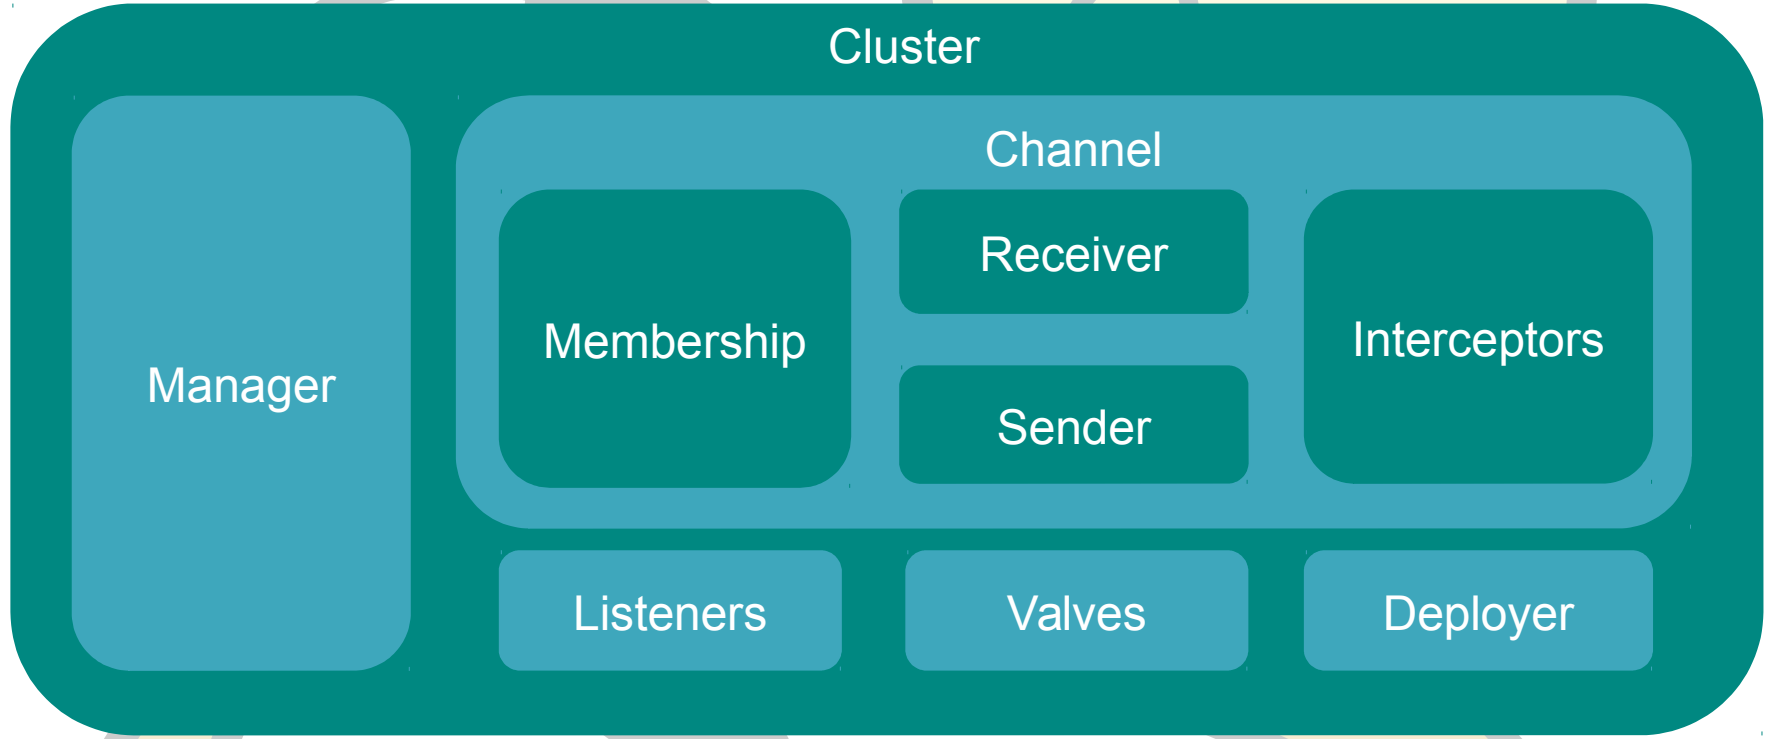 Cluster
Manager
Channel
Membership
Receiver
Sender
Interceptors
Listeners
Valves
Deployer